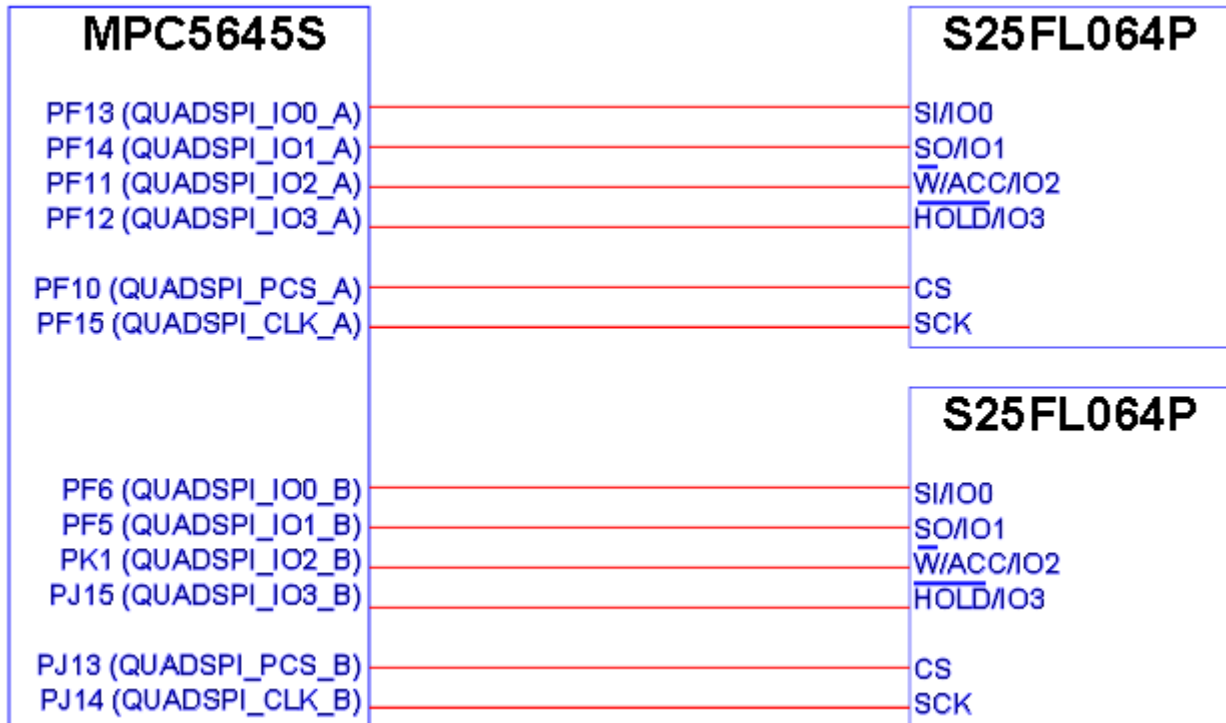 MPC5645S
PF13 (QUADSPI_IO0_A)
PF14 (QUADSPI_IO1_A)
PF11 (QUADSPI_IO2_A)
PF12 (QUADSPI_IO3_A)
PF10 (QUADSPI_PCS_A)
PF15 (QUADSPI_CLK_A)
PF6 (QUADSPI_IO0_B)
PF5 (QUADSPI_IO1_B)
PK1 (QUADSPI_IO2_B)
PJ15 (QUADSPI_IO3_B)
PJ13 (QUADSPI_PCS_B)
PJ14 (QUADSPI_CLK_B)
S25FL064P
SI/IO0
SO/IO1
W̅/ACC/IO2
H̅O̅L̅D̅/IO3
CS
SCK
S25FL064P
SI/IO0
SO/IO1
W̅/ACC/IO2
H̅O̅L̅D̅/IO3
CS
SCK